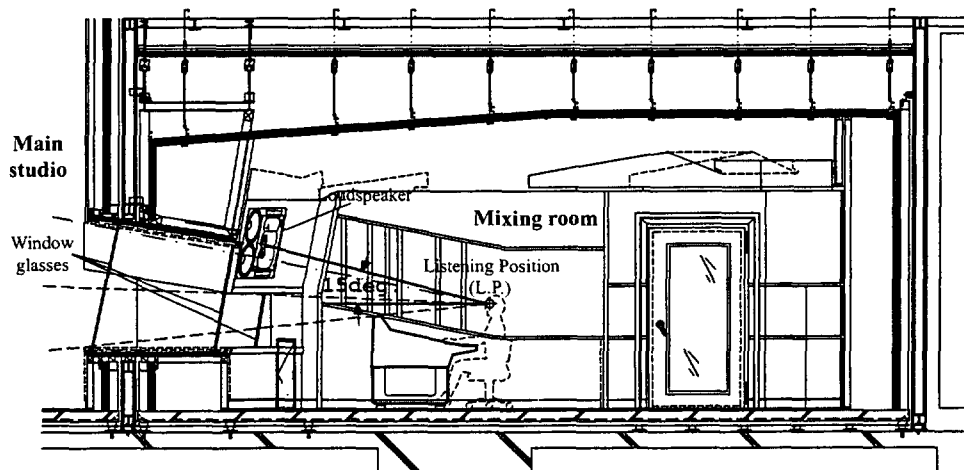 Main
studio
Loudspeaker
Mixing room
Window
glasses
Listening Position
(L.P.)
15deg